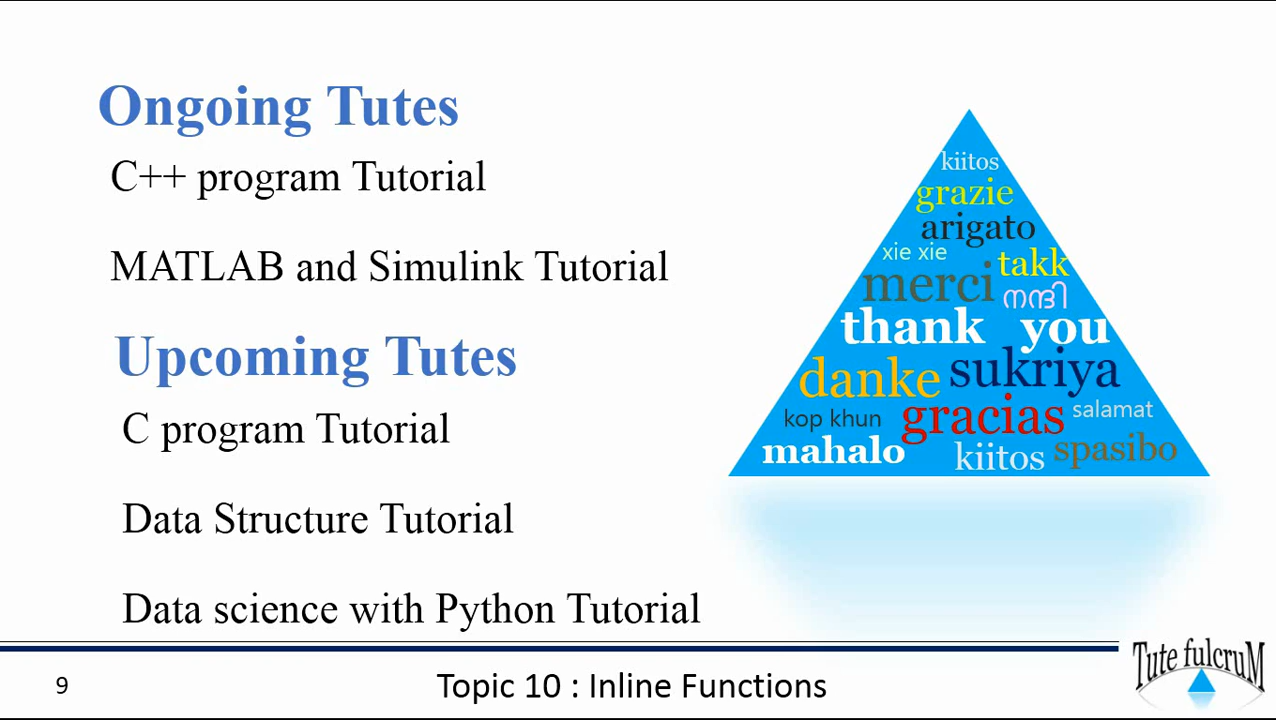 Ongoing Tutes
C++ program Tutorial
MATLAB and Simulink Tutorial
Upcoming Tutes
C program Tutorial
Data Structure Tutorial
Data science with Python Tutorial
kiitos
grazie
arigato
xie xie
takk
merci
നന്ദി
thank you
danke
sukriya
kop khun
gracias
salamat
mahalo
kiitos
spasibo
9
Topic 10 : Inline Functions
Tute fulcruM